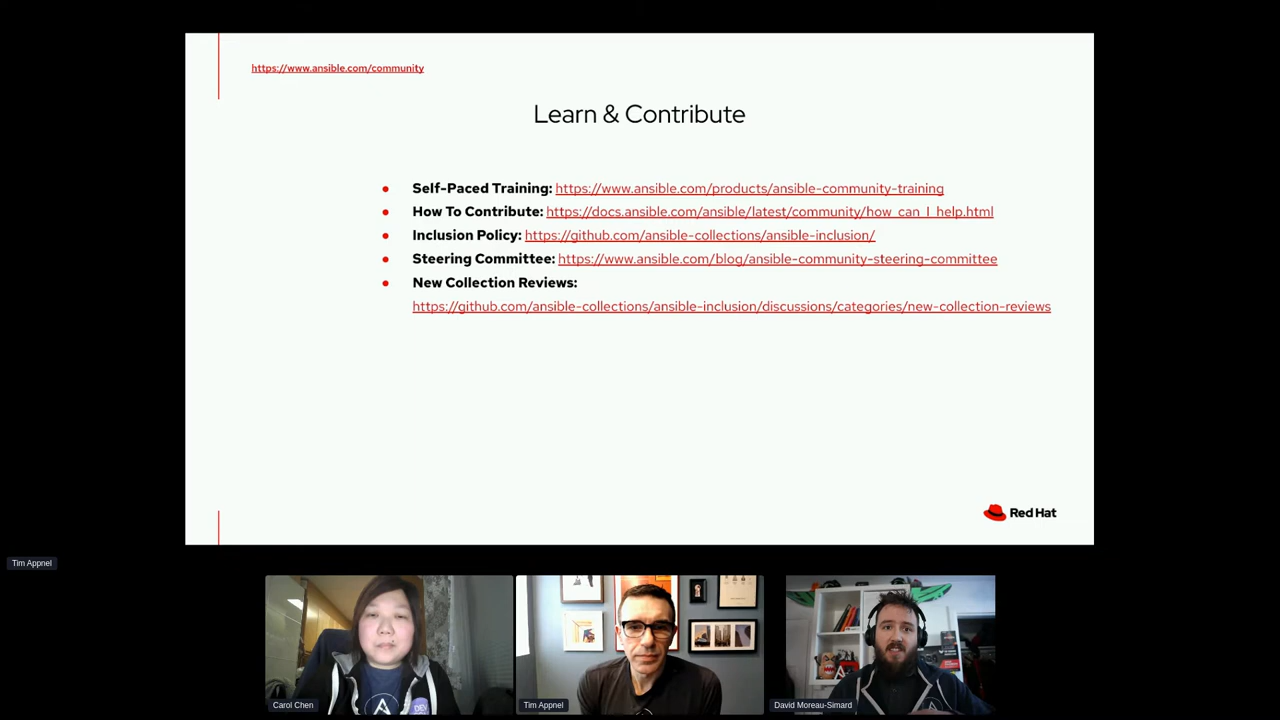 https://www.ansible.com/community
Learn & Contribute
● Self-Paced Training: https://www.ansible.com/products/ansible-community-training
● How To Contribute: https://docs.ansible.com/ansible/latest/community/how_can_I_help.html
● Inclusion Policy: https://github.com/ansible-collections/ansible-inclusion/
● Steering Committee: https://www.ansible.com/blog/ansible-community-steering-committee
● New Collection Reviews:
https://github.com/ansible-collections/ansible-inclusion/discussions/categories/new-collection-reviews
Red Hat
Tim Appnel
DEV
Carol Chen
Tim Appnel
David Moreau-Simard